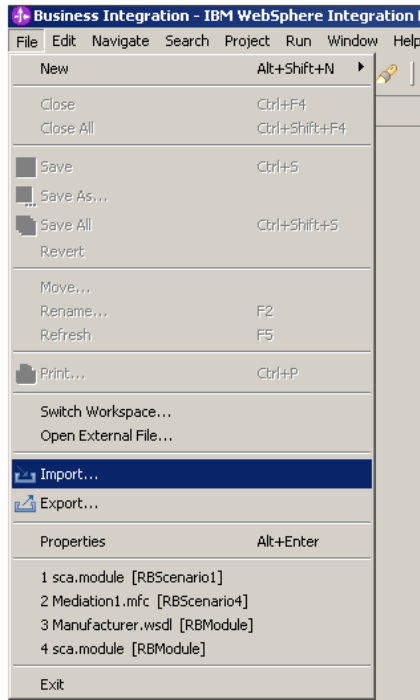 Business Integration - IBM WebSphere Integration
File Edit Navigate Search Project Run Window Help
New Alt+Shift+N
Close Ctrl+F4
Close All Ctrl+Shift+F4
Save Ctrl+S
Save As...
Save All Ctrl+Shift+S
Revert
Move...
Rename... F2
Refresh F5
Print... Ctrl+P
Switch Workspace...
Open External File...
Import...
Export...
Properties Alt+Enter
1 sca.module [RBScenario1]
2 Mediation1.mfc [RBScenario4]
3 Manufacturer.wsdl [RBModule]
4 sca.module [RBModule]
Exit